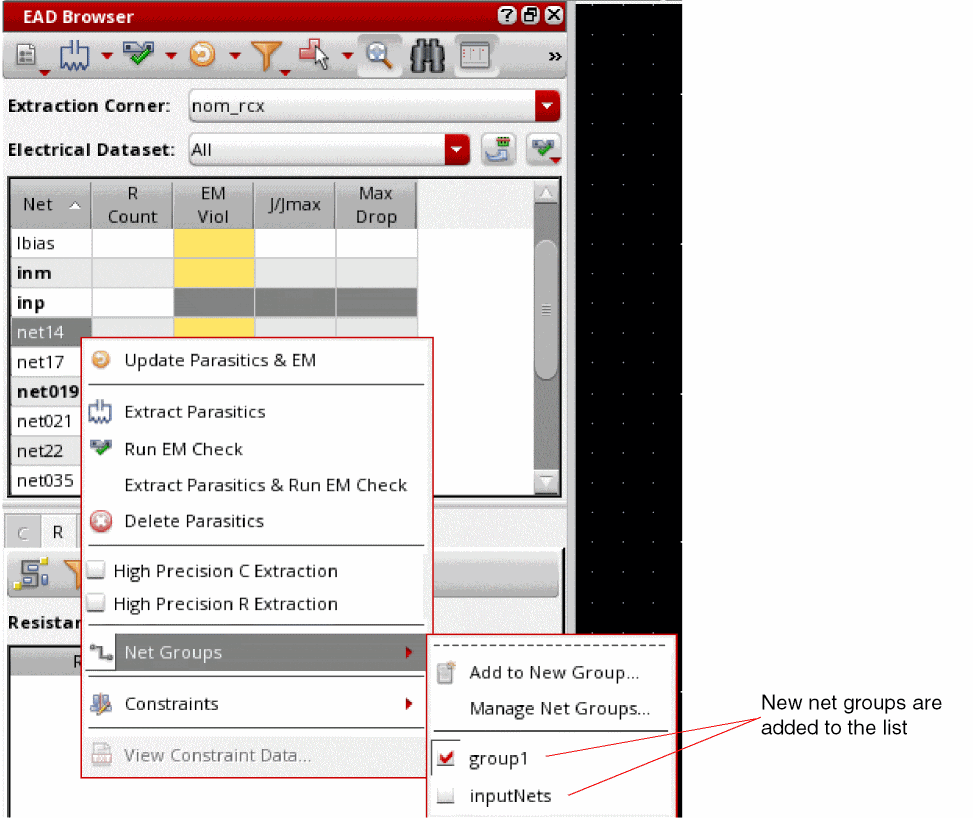 EAD Browser
Extraction Corner: nom_rcx
Electrical Dataset: All
Net R Count EM Viol J/Jmax Max Drop
Ibias
inm
inp
net14
net17
net019
net021
net22
net035
Update Parasitics & EM
Extract Parasitics
Run EM Check
Extract Parasitics & Run EM Check
Delete Parasitics
C R
High Precision C Extraction
High Precision R Extraction
Resistar
Net Groups
R
Add to New Group...
Manage Net Groups...
Constraints
View Constraint Data...
group1
inputNets
New net groups are
added to the list